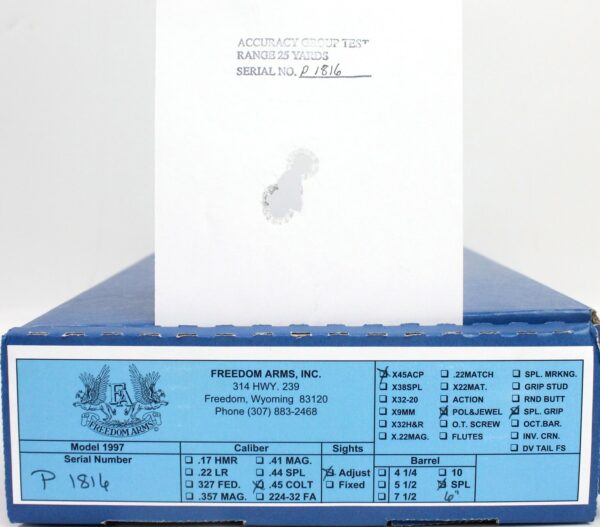 ACCURACY GROUP TEST
RANGE 25 YARDS
SERIAL NO. P 1816
FA
FREEDOM ARMS
FREEDOM ARMS, INC.
314 HWY. 239
Freedom, Wyoming 83120
Phone (307) 883-2468
X45ACP .22MATCH SPL. MRKNG.
X38SPL X22MAT. GRIP STUD
X32-20 ACTION RND BUTT
X9MM POL&JEWEL SPL. GRIP
X32H&R O.T. SCREW OCT.BAR.
X.22MAG. FLUTES INV. CRN.
DV TAIL FS
Model 1997 Caliber Sights Barrel
Serial Number
P 1816
.17 HMR .41 MAG.
.22 LR .44 SPL Adjust 4 1/4 10
327 FED. .45 COLT Fixed 5 1/2 SPL
.357 MAG. 224-32 FA 7 1/2 6"